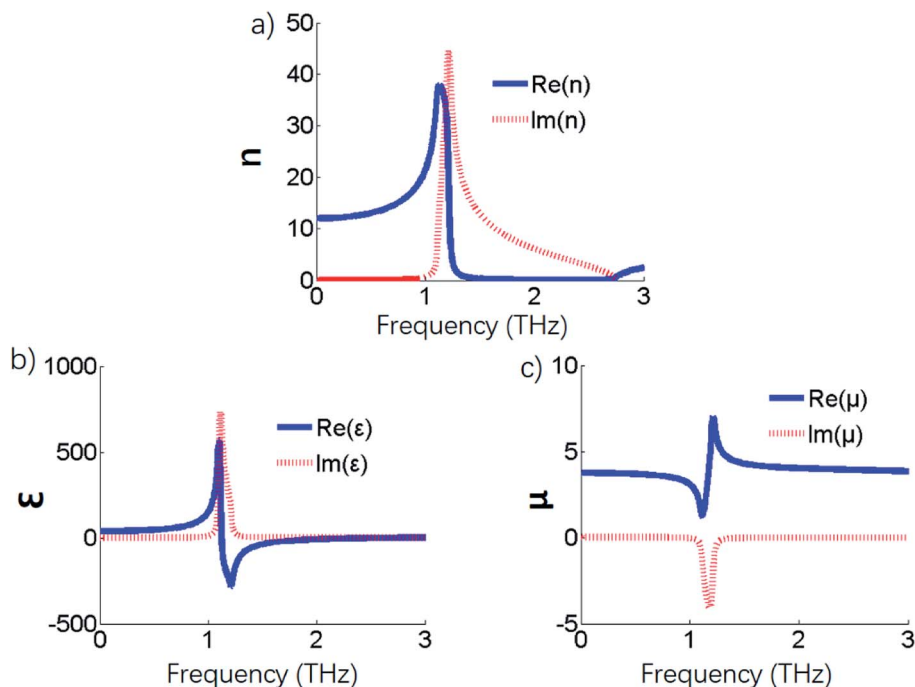 a)
50
40
30
20
10
0
n
Re(n)
Im(n)
0 1 2 3
Frequency (THz)
b)
1000
500
0
-500
ε
Re(ε)
Im(ε)
0 1 2 3
Frequency (THz)
c)
10
5
0
-5
μ
Re(μ)
Im(μ)
0 1 2 3
Frequency (THz)